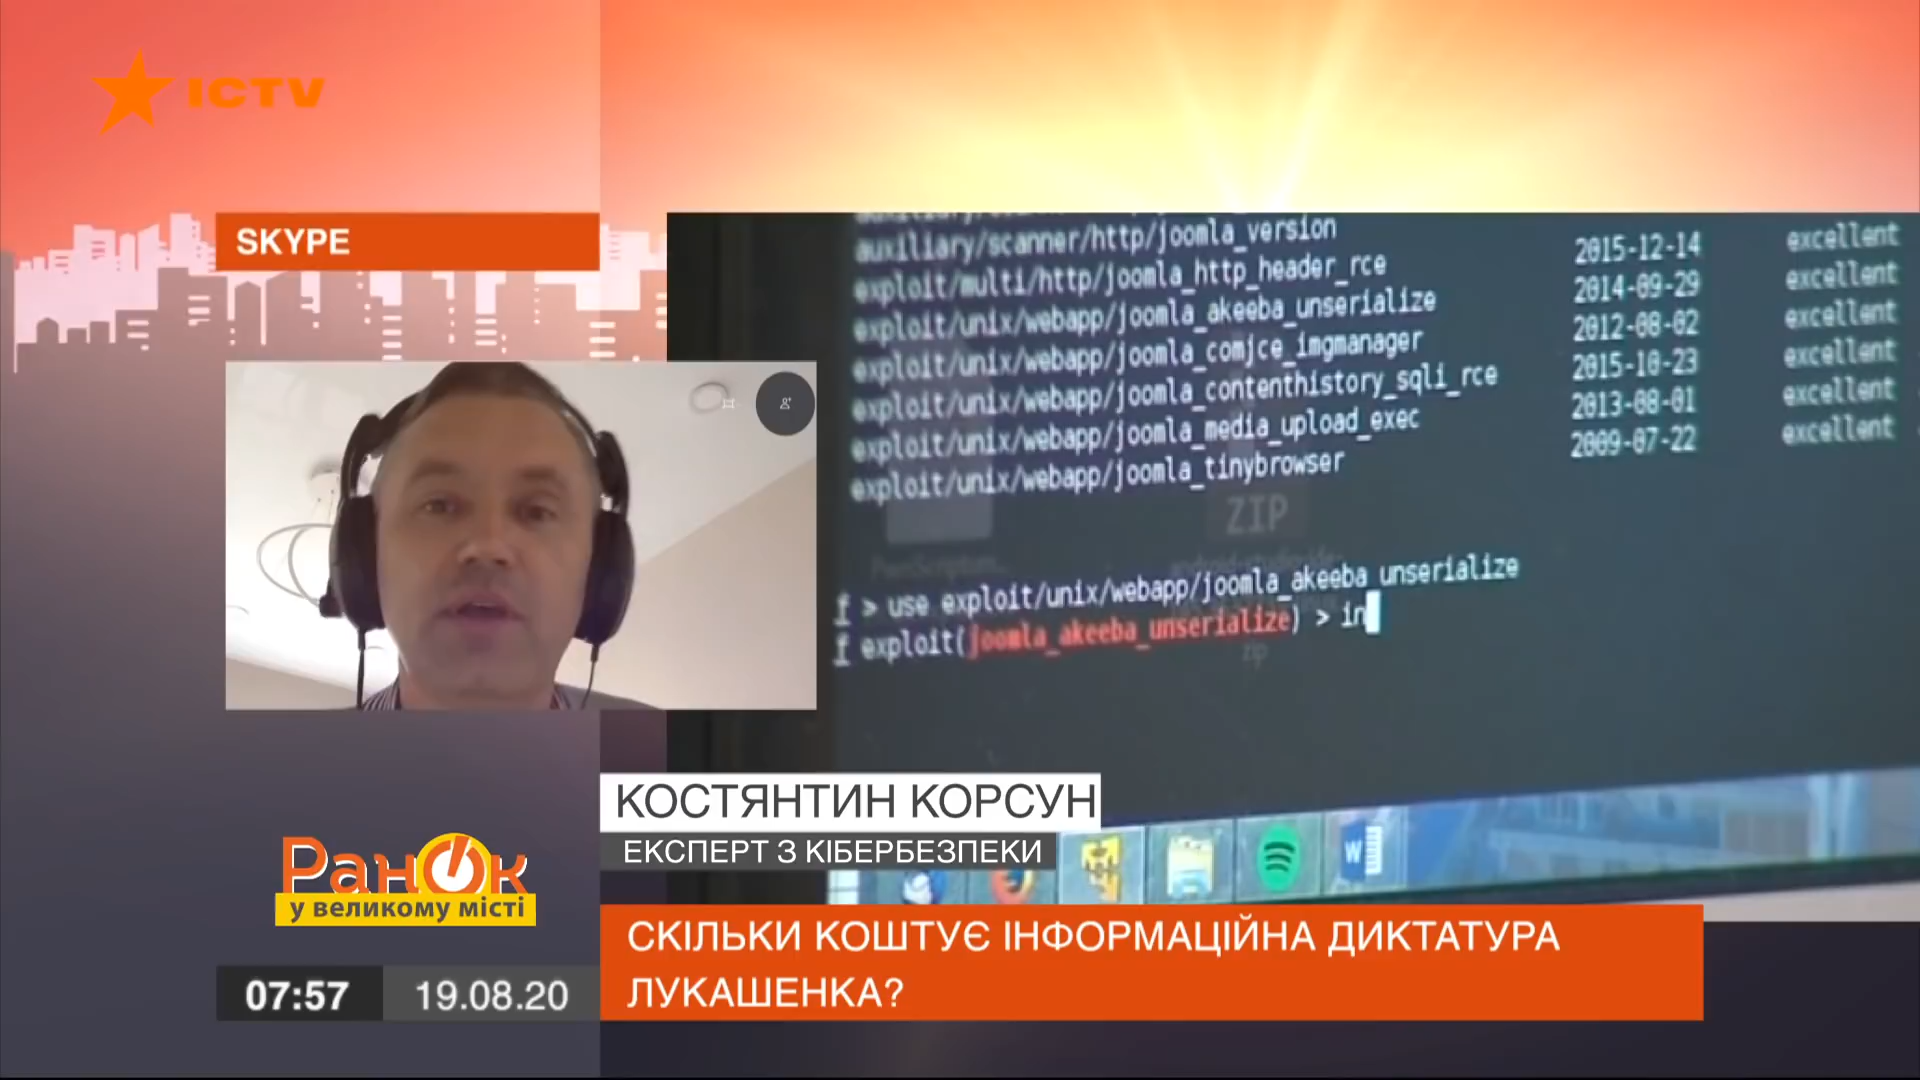 ICTV
SKYPE
auxiliary/scanner/http/joomla_version
exploit/multi/http/joomla_http_header_rce 2015-12-14 excellent
exploit/unix/webapp/joomla_akeeba_unserialize 2014-09-29 excellent
exploit/unix/webapp/joomla_comjce_imgmanager 2012-08-02 excellent
exploit/unix/webapp/joomla_contenthistory_sqli_rce 2015-10-23 excellent
exploit/unix/webapp/joomla_media_upload_exec 2013-08-01 excellent
exploit/unix/webapp/joomla_tinybrowser 2009-07-22 excellent
ZIP
f > use exploit/unix/webapp/joomla_akeeba_unserialize
f exploit(joomla_akeeba_unserialize) > in
zip
КОСТЯНТИН КОРСУН
ЕКСПЕРТ З КІБЕРБЕЗПЕКИ
W
Ранок
у великому місті
СКІЛЬКИ КОШТУЄ ІНФОРМАЦІЙНА ДИКТАТУРА
ЛУКАШЕНКА?
07:57 19.08.20